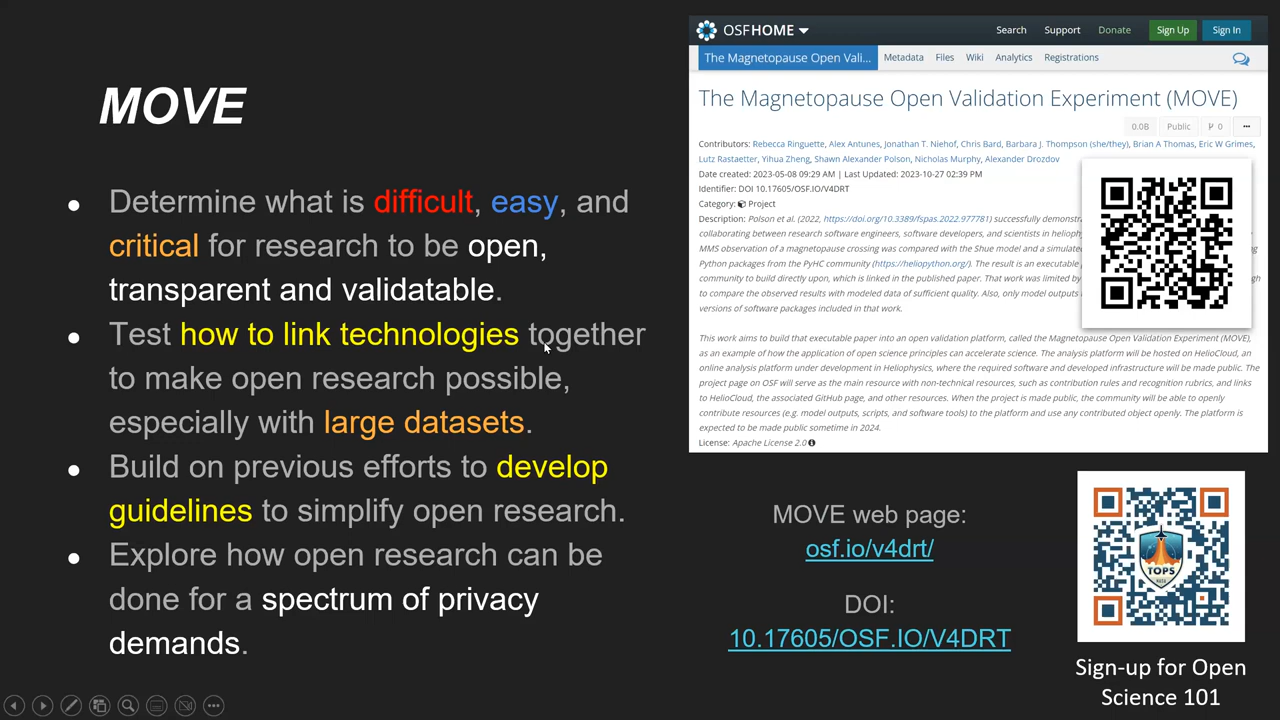 MOVE
Determine what is difficult, easy, and
critical for research to be open,
transparent and validatable.
Test how to link technologies together
to make open research possible,
especially with large datasets.
Build on previous efforts to develop
guidelines to simplify open research.
Explore how open research can be
done for a spectrum of privacy
demands.
OSFHOME
Search Support Donate Sign Up Sign In
The Magnetopause Open Vali... Metadata Files Wiki Analytics Registrations
The Magnetopause Open Validation Experiment (MOVE)
0.0B Public 0 ...
Contributors: Rebecca Ringuette, Alex Antunes, Jonathan T. Niehof, Chris Bard, Barbara J. Thompson (she/they), Brian A Thomas, Eric W Grimes,
Lutz Rastaetter, Yihua Zheng, Shawn Alexander Polson, Nicholas Murphy, Alexander Drozdov
Date created: 2023-05-08 09:29 AM | Last Updated: 2023-10-27 02:39 PM
Identifier: DOI 10.17605/OSF.IO/V4DRT
Category: Project
Description: Polson et al. (2022, https://doi.org/10.3389/fspas.2022.977781) successfully demonstr
collaborating between research software engineers, software developers, and scientists in heliophy
MMS observation of a magnetopause crossing was compared with the Shue model and a simulate
Python packages from the PyHC community (https://heliopython.org/). The result is an executable
community to build directly upon, which is linked in the published paper. That work was limited by
to compare the observed results with modeled data of sufficient quality. Also, only model outputs
versions of software packages included in that work.
This work aims to build that executable paper into an open validation platform, called the Magnetopause Open Validation Experiment (MOVE),
as an example of how the application of open science principles can accelerate science. The analysis platform will be hosted on HelioCloud, an
online analysis platform under development in Heliophysics, where the required software and developed infrastructure will be made public. The
project page on OSF will serve as the main resource with non-technical resources, such as contribution rules and recognition rubrics, and links
to HelioCloud, the associated GitHub page, and other resources. When the project is made public, the community will be able to openly
contribute resources (e.g. model outputs, scripts, and software tools) to the platform and use any contributed object openly. The platform is
expected to be made public sometime in 2024.
License: Apache License 2.0
MOVE web page:
osf.io/v4drt/
DOI:
10.17605/OSF.IO/V4DRT
TOPS
Sign-up for Open
Science 101